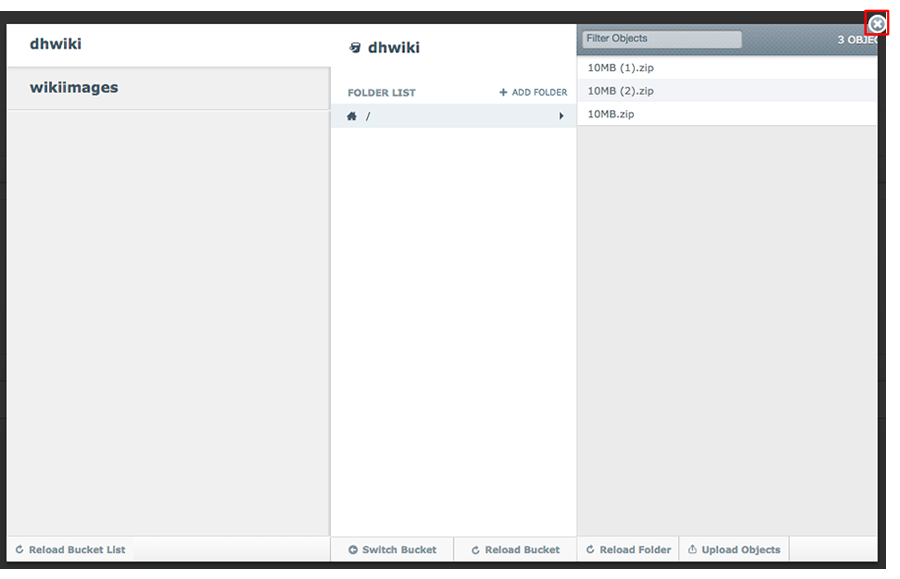 dhwiki
wikiimages
Reload Bucket List
dhwiki
FOLDER LIST
+ ADD FOLDER
/
Switch Bucket
Reload Bucket
Filter Objects
3 OBJEC
10MB (1).zip
10MB (2).zip
10MB.zip
Reload Folder
Upload Objects